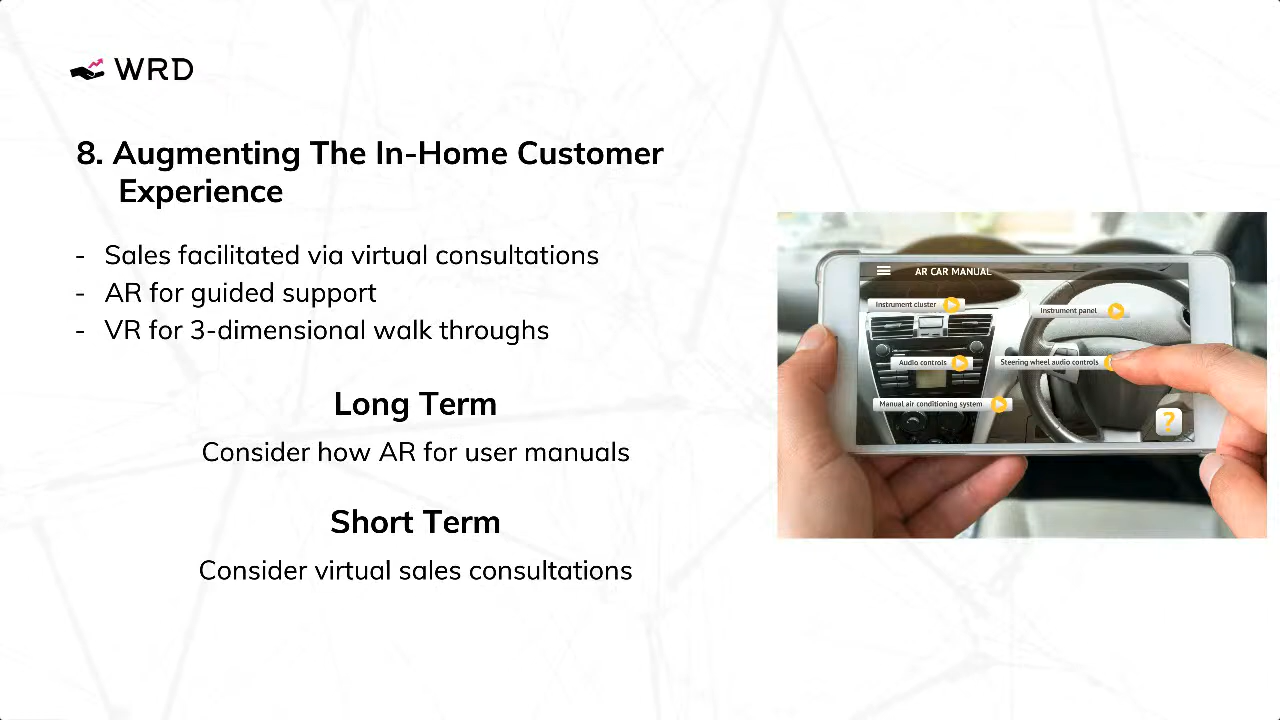 WRD
8. Augmenting The In-Home Customer
Experience
- Sales facilitated via virtual consultations
- AR for guided support
- VR for 3-dimensional walk throughs
Long Term
Consider how AR for user manuals
Short Term
Consider virtual sales consultations
AR CAR MANUAL
Instrument cluster
Instrument panel
Audio controls
Steering wheel audio controls
Manual air conditioning system
?